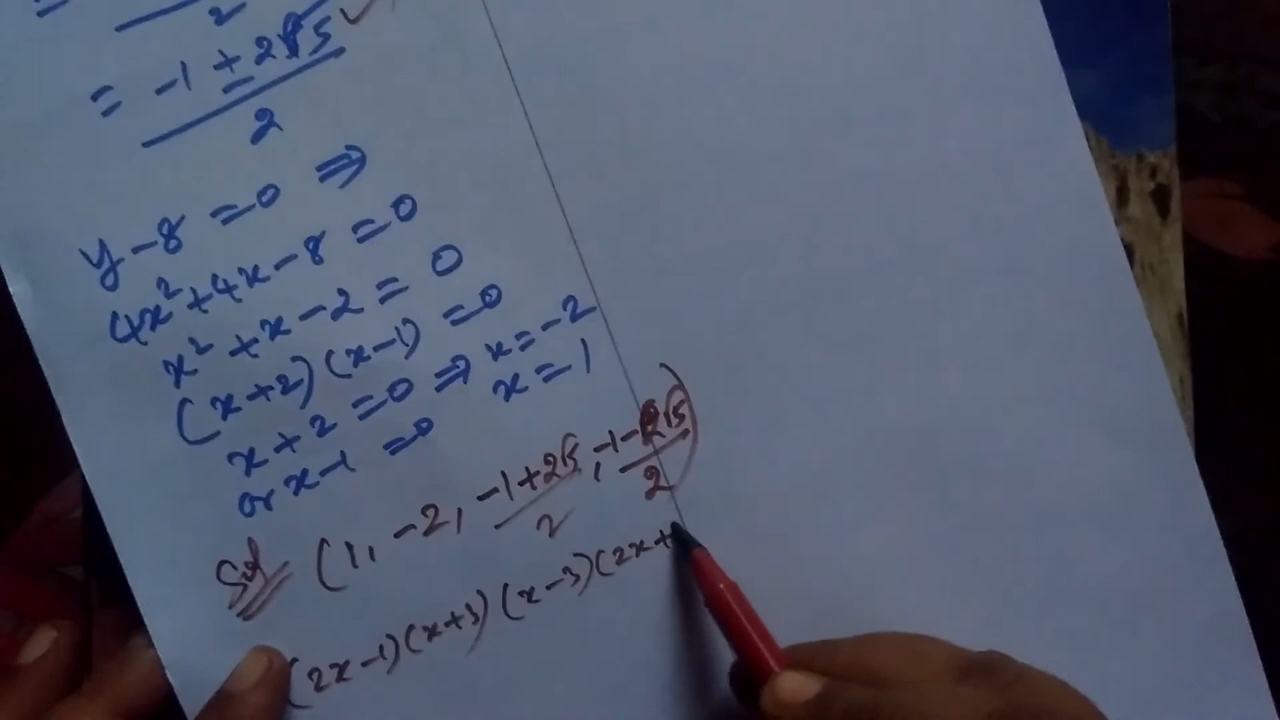 2
= -1 ± 2√5
2
y - 8 = 0 ⇒
4x² + 4x - 8 = 0
x² + x - 2 = 0
(x+2)(x-1) = 0
x + 2 = 0 ⇒ x = -2
or x - 1 = 0 x = 1
Sol (1, -2, -1+2√5/2, -1-2√5/2)
(2x-1)(x+3)(x-3)(2x+